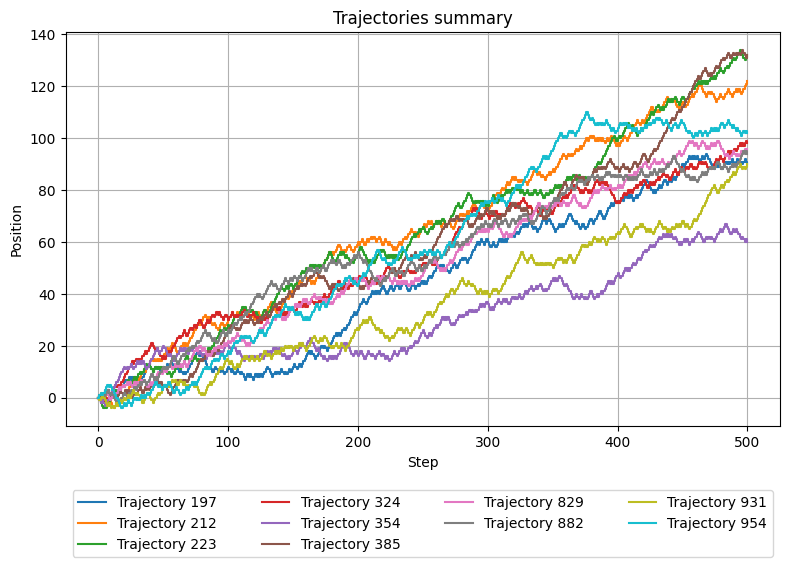 Trajectories summary
Position
140
120
100
80
60
40
20
0
0 100 200 300 400 500
Step
Trajectory 197 Trajectory 324 Trajectory 829 Trajectory 931
Trajectory 212 Trajectory 354 Trajectory 882 Trajectory 954
Trajectory 223 Trajectory 385